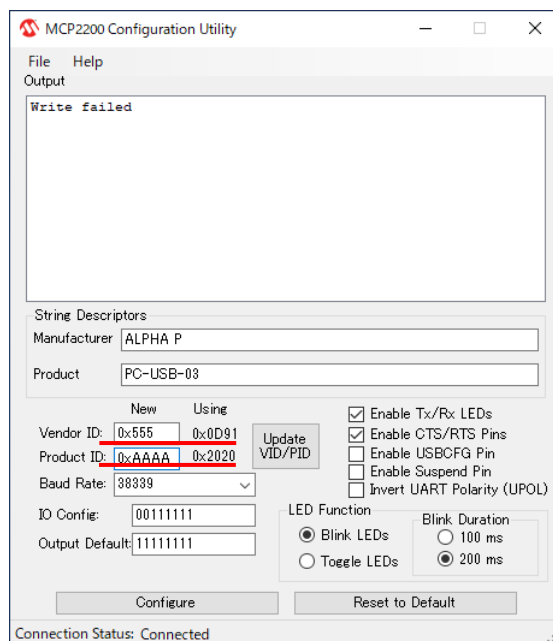 MCP2200 Configuration Utility
File Help
Output
Write failed
String Descriptors
Manufacturer ALPHA P
Product PC-USB-03
New Using
Vendor ID: 0x555 0x0D91
Product ID: 0xAAAA 0x2020
Update VID/PID
Baud Rate: 38339
IO Config: 00111111
Output Default: 11111111
Enable Tx/Rx LEDs
Enable CTS/RTS Pins
Enable USBCFG Pin
Enable Suspend Pin
Invert UART Polarity (UPOL)
LED Function
Blink LEDs
Toggle LEDs
Blink Duration
100 ms
200 ms
Configure Reset to Default
Connection Status: Connected